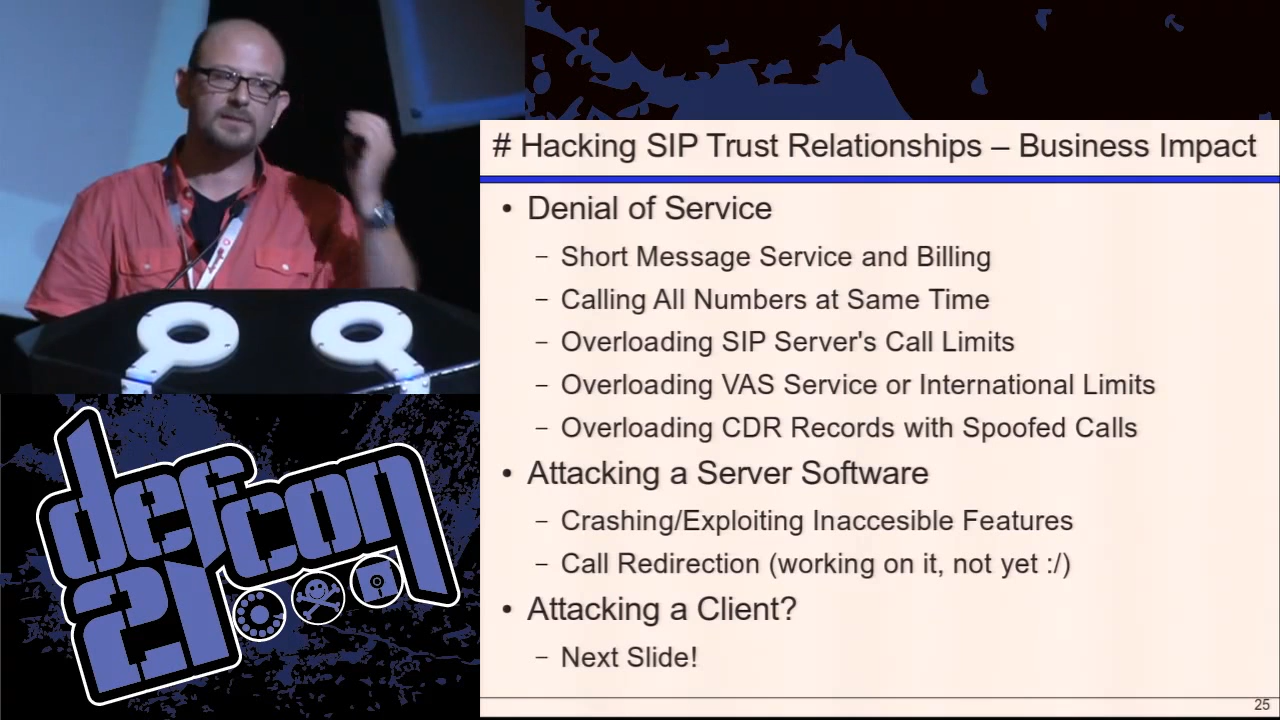 # Hacking SIP Trust Relationships – Business Impact
• Denial of Service
– Short Message Service and Billing
– Calling All Numbers at Same Time
– Overloading SIP Server's Call Limits
– Overloading VAS Service or International Limits
– Overloading CDR Records with Spoofed Calls
• Attacking a Server Software
– Crashing/Exploiting Inaccesible Features
– Call Redirection (working on it, not yet :/)
• Attacking a Client?
– Next Slide!
25
defcon
21